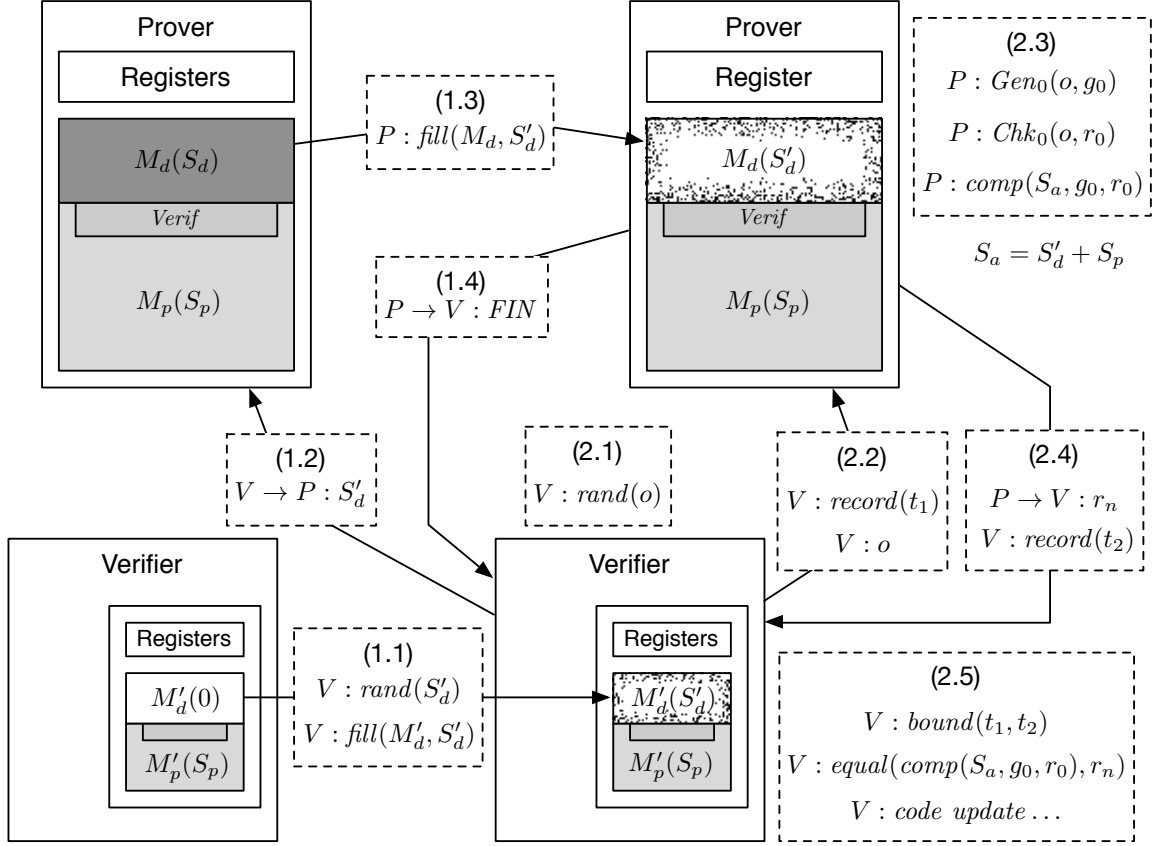 Prover
Registers
M_d(S_d)
Verif
M_p(S_p)
(1.3)
P : fill(M_d, S'_d)
Prover
Register
M_d(S'_d)
Verif
M_p(S_p)
(2.3)
P : Gen_0(o, g_0)
P : Chk_0(o, r_0)
P : comp(S_a, g_0, r_0)
S_a = S'_d + S_p
(1.4)
P → V : FIN
(1.2)
V → P : S'_d
(2.1)
V : rand(o)
(2.2)
V : record(t_1)
V : o
(2.4)
P → V : r_n
V : record(t_2)
Verifier
Registers
M'_d(0)
M'_p(S_p)
(1.1)
V : rand(S'_d)
V : fill(M'_d, S'_d)
Verifier
Registers
M'_d(S'_d)
M'_p(S_p)
(2.5)
V : bound(t_1, t_2)
V : equal(comp(S_a, g_0, r_0), r_n)
V : code update ...